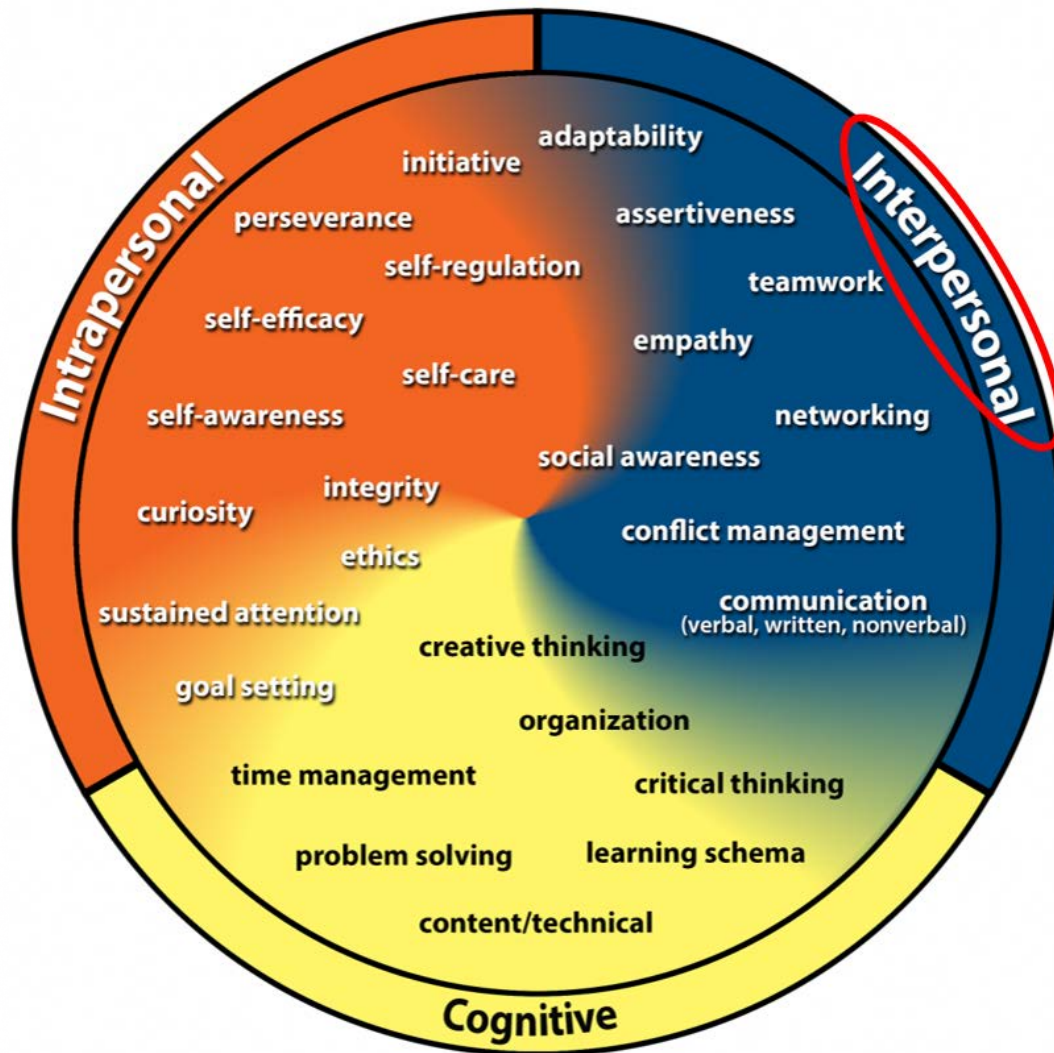 Intrapersonal
Interpersonal
adaptability
initiative
assertiveness
perseverance
self-regulation
teamwork
self-efficacy
empathy
self-care
self-awareness
networking
social awareness
integrity
curiosity
conflict management
ethics
sustained attention
communication
(verbal, written, nonverbal)
creative thinking
goal setting
organization
time management
critical thinking
problem solving
learning schema
content/technical
Cognitive